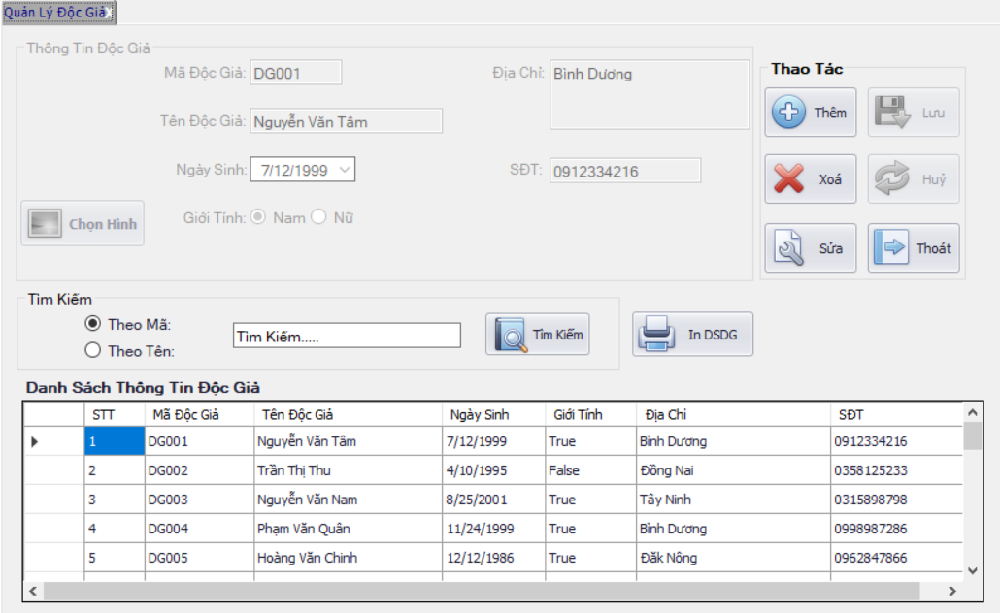 Quản Lý Độc Giả
Thông Tin Độc Giả
Mã Độc Giả: DG001
Địa Chỉ: Bình Dương
Tên Độc Giả: Nguyễn Văn Tâm
Ngày Sinh: 7/12/1999
SĐT: 0912334216
Chọn Hình
Giới Tính: Nam Nữ
Thao Tác
Thêm Lưu
Xoá Huỷ
Sửa Thoát
Tìm Kiếm
Theo Mã:
Theo Tên:
Tìm Kiếm.....
Tìm Kiếm
In DSDG
Danh Sách Thông Tin Độc Giả
STT Mã Độc Giả Tên Độc Giả Ngày Sinh Giới Tính Địa Chỉ SĐT
1 DG001 Nguyễn Văn Tâm 7/12/1999 True Bình Dương 0912334216
2 DG002 Trần Thị Thu 4/10/1995 False Đồng Nai 0358125233
3 DG003 Nguyễn Văn Nam 8/25/2001 True Tây Ninh 0315898798
4 DG004 Phạm Văn Quân 11/24/1999 True Bình Dương 0998987286
5 DG005 Hoàng Văn Chinh 12/12/1986 True Đăk Nông 0962847866